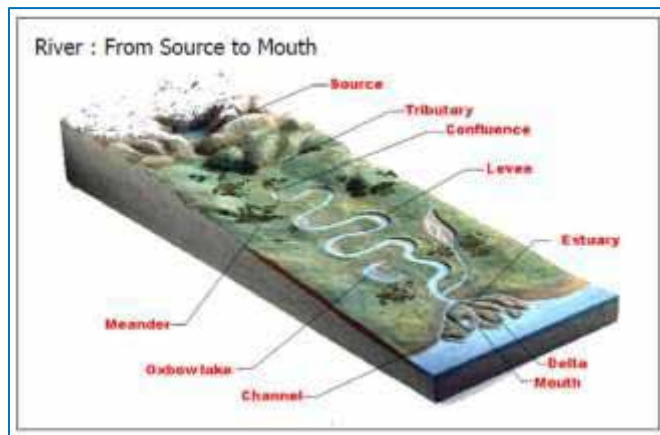 River : From Source to Mouth
Source
Tributary
Confluence
Levee
Estuary
Meander
Oxbow lake
Delta
Mouth
Channel